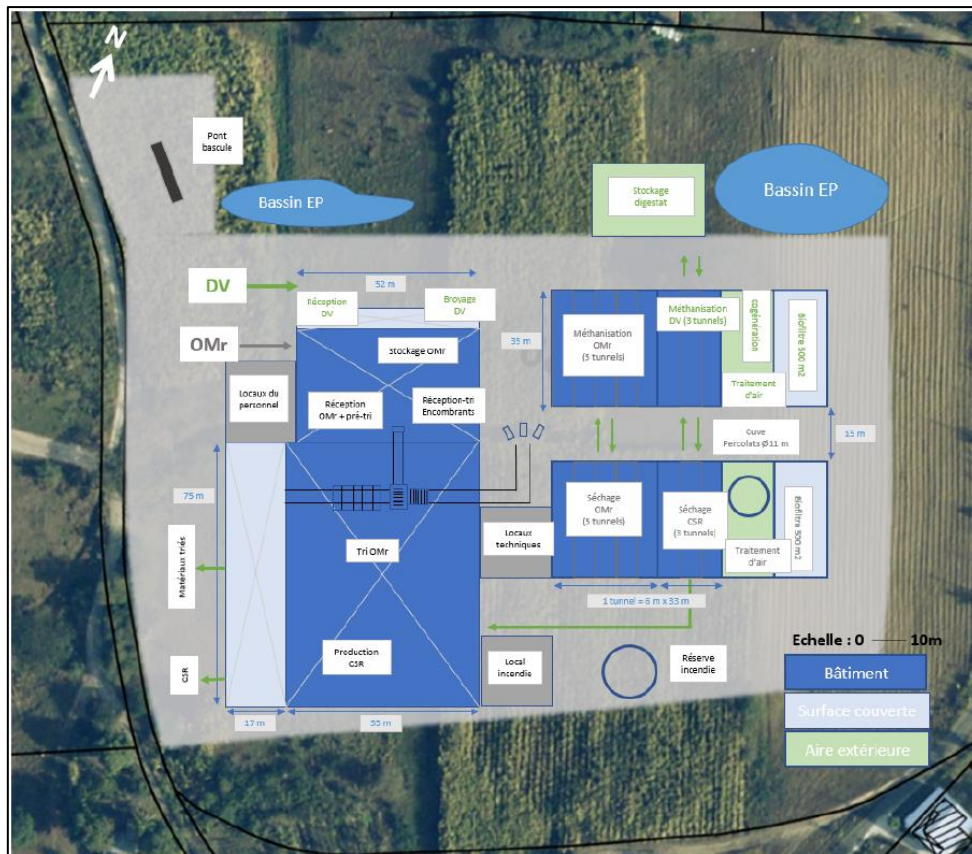 N
Pont
bascule
Bassin EP
Stockage
digestat
Bassin EP
DV
52 m
Réception
DV
Broyage
DV
OMr
Stockage OMr
Locaux du
personnel
Réception
OMr + pré-tri
Réception-tri
Encombrants
35 m
Méthanisation
OMr
(5 tunnels)
Méthanisation
DV (3 tunnels)
cogénération
Biofiltre 500 m2
Traitement
d'air
Cuve
Percolats Ø11 m
15 m
75 m
Tri OMr
Locaux
techniques
Séchage
OMr
(5 tunnels)
Séchage
CSR
(3 tunnels)
Traitement
d'air
Biofiltre 500 m2
Matériaux triés
1 tunnel = 6 m x 33 m
CSR
Production
CSR
Local
incendie
Réserve
incendie
17 m
55 m
Echelle : 0 10m
Bâtiment
Surface couverte
Aire extérieure